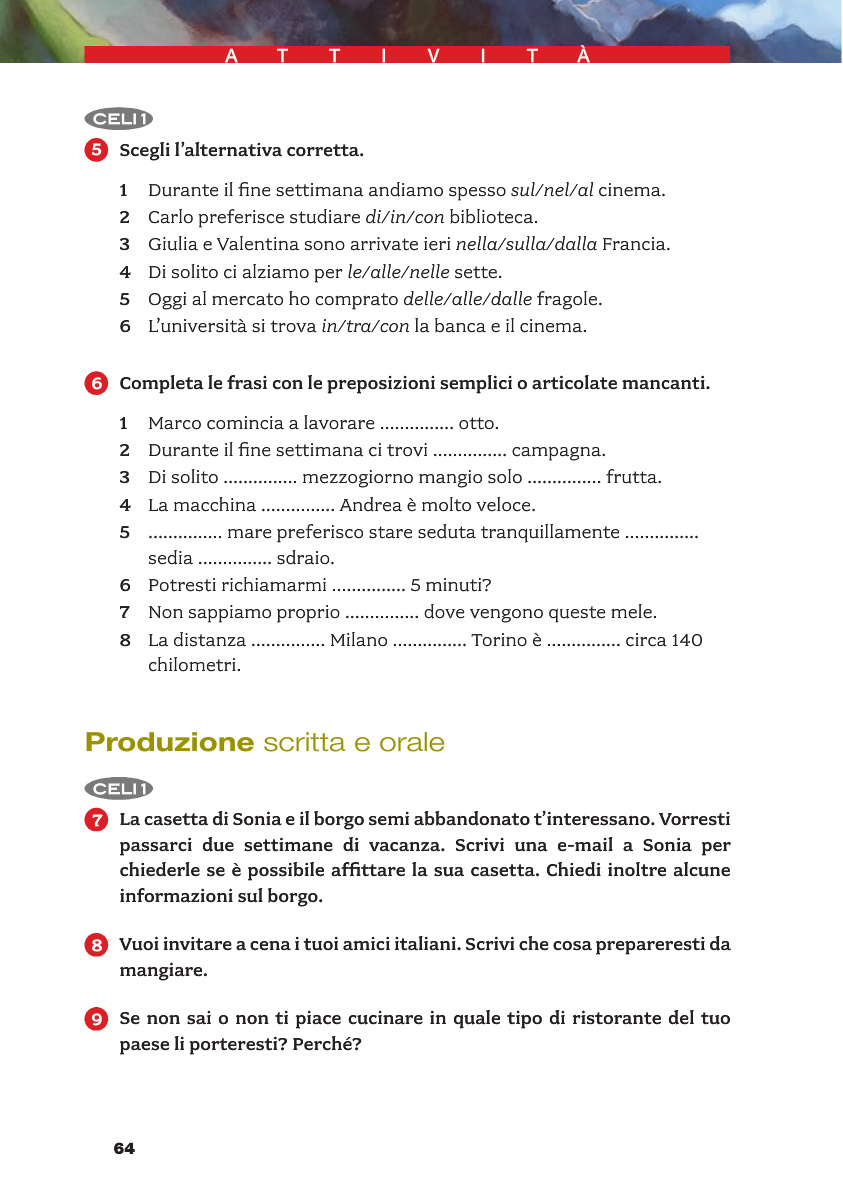 ATTIVITÀ
CELI 1
5 Scegli l’alternativa corretta.
1 Durante il fine settimana andiamo spesso sul/nel/al cinema.
2 Carlo preferisce studiare di/in/con biblioteca.
3 Giulia e Valentina sono arrivate ieri nella/sulla/dalla Francia.
4 Di solito ci alziamo per le/alle/nelle sette.
5 Oggi al mercato ho comprato delle/alle/dalle fragole.
6 L’università si trova in/tra/con la banca e il cinema.
6 Completa le frasi con le preposizioni semplici o articolate mancanti.
1 Marco comincia a lavorare ............... otto.
2 Durante il fine settimana ci trovi ............... campagna.
3 Di solito ............... mezzogiorno mangio solo ............... frutta.
4 La macchina ............... Andrea è molto veloce.
5 ............... mare preferisco stare seduta tranquillamente ...............
sedia ............... sdraio.
6 Potresti richiamarmi ............... 5 minuti?
7 Non sappiamo proprio ............... dove vengono queste mele.
8 La distanza ............... Milano ............... Torino è ............... circa 140
chilometri.
Produzione scritta e orale
CELI 1
7 La casetta di Sonia e il borgo semi abbandonato t’interessano. Vorresti
passarci due settimane di vacanza. Scrivi una e-mail a Sonia per
chiederle se è possibile affittare la sua casetta. Chiedi inoltre alcune
informazioni sul borgo.
8 Vuoi invitare a cena i tuoi amici italiani. Scrivi che cosa prepareresti da
mangiare.
9 Se non sai o non ti piace cucinare in quale tipo di ristorante del tuo
paese li porteresti? Perché?
64